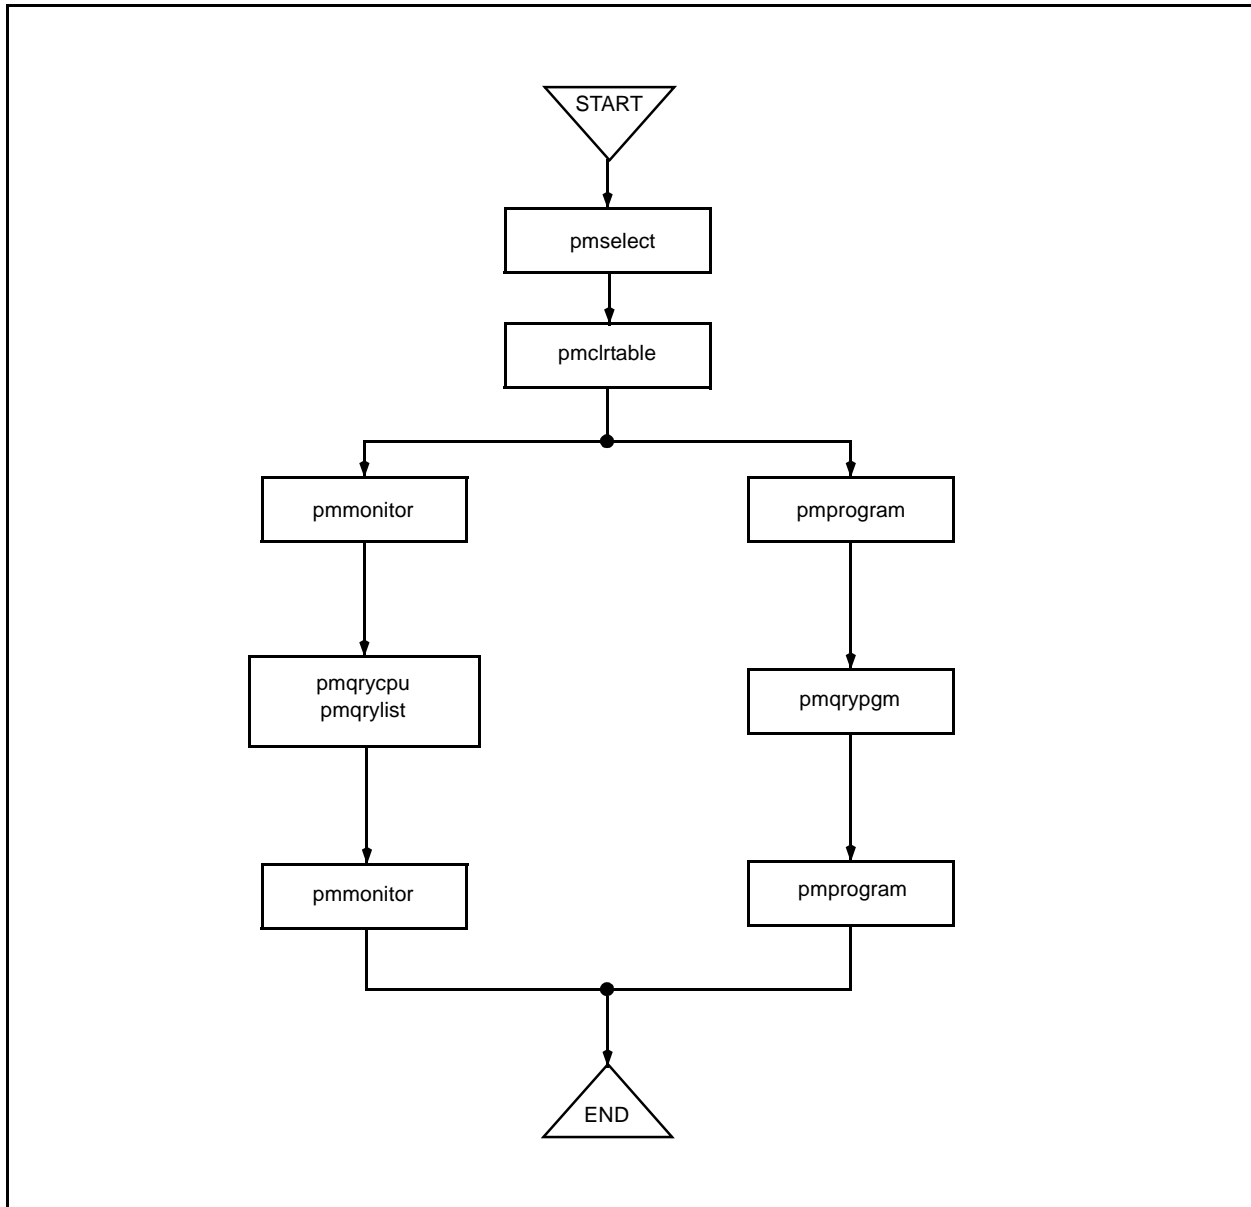 START
pmselect
pmclrtable
pmmonitor
pmprogram
pmqrycpu
pmqrylist
pmqrypgm
pmmonitor
pmprogram
END